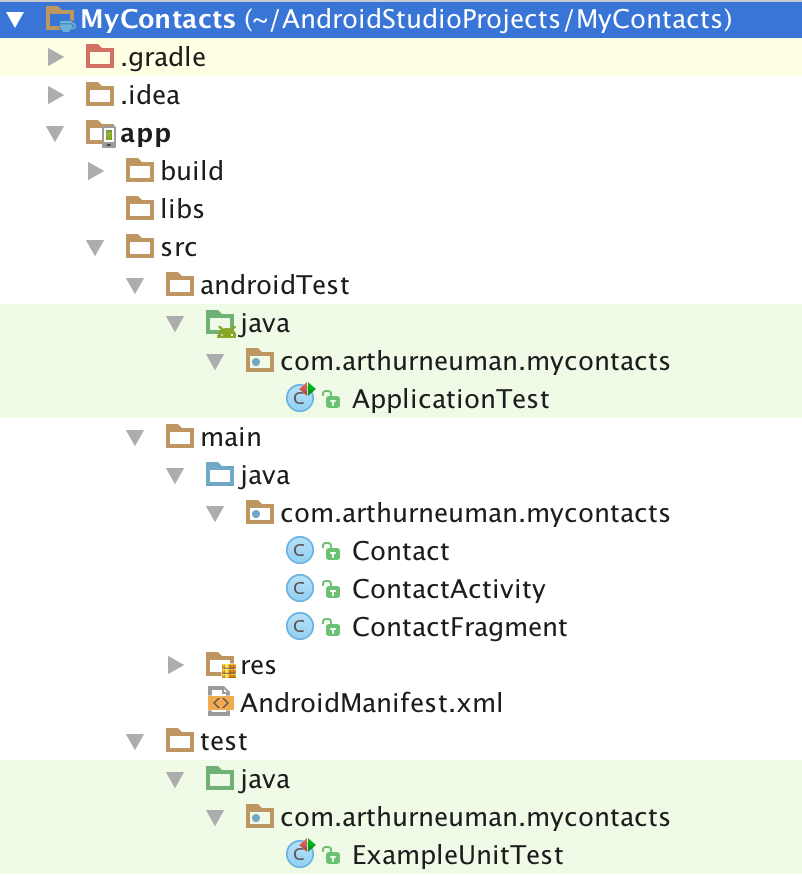 MyContacts (~/AndroidStudioProjects/MyContacts)
.gradle
.idea
app
build
libs
src
androidTest
java
com.arthurneuman.mycontacts
C ApplicationTest
main
java
com.arthurneuman.mycontacts
C Contact
C ContactActivity
C ContactFragment
res
<> AndroidManifest.xml
test
java
com.arthurneuman.mycontacts
C ExampleUnitTest